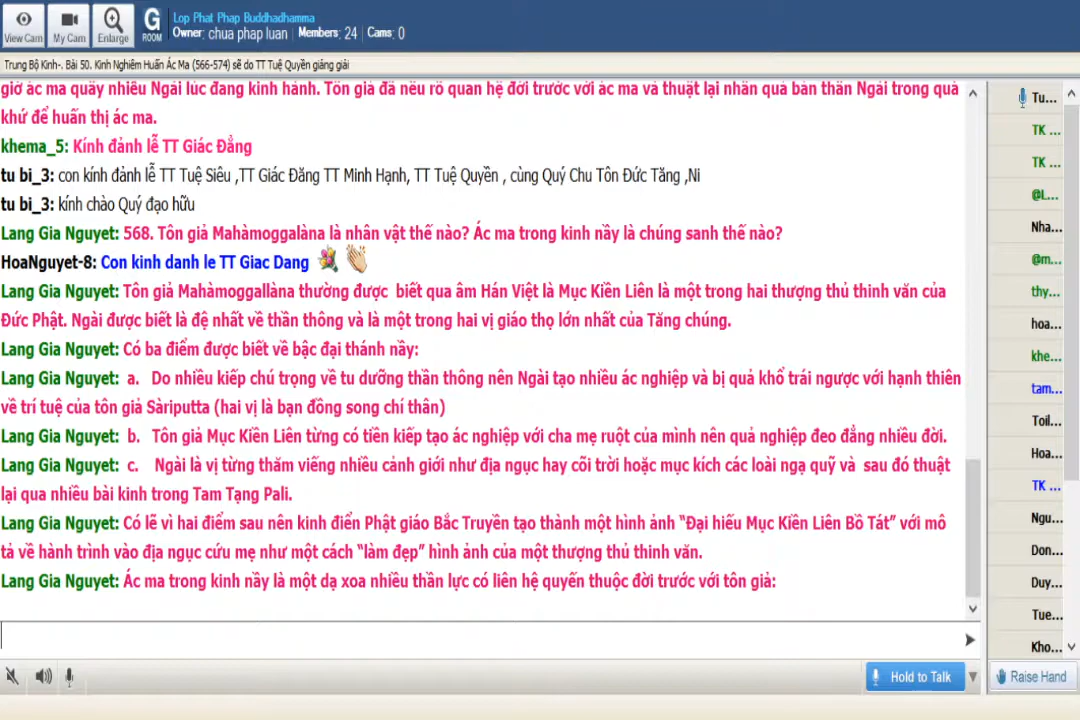 View Cam
My Cam
Enlarge
G
ROOM
Lop Phat Phap Buddhadhamma
Owner: chua phap luan | Members: 24 | Cams: 0
Trung Bộ Kinh-. Bài 50. Kinh Nghiêm Huấn Ác Ma (566-574) sẽ do TT Tuệ Quyền giảng giải
giờ ác ma quấy nhiễu Ngài lúc đang kinh hành. Tôn giả đã nêu rõ quan hệ đời trước với ác ma và thuật lại nhân quả bản thân Ngài trong quá
khứ để huấn thị ác ma.
khema_5: Kính đảnh lễ TT Giác Đẳng
tu bi_3: con kính đảnh lễ TT Tuệ Siêu ,TT Giác Đăng TT Minh Hạnh, TT Tuệ Quyền , cùng Quý Chu Tôn Đức Tăng ,Ni
tu bi_3: kính chào Quý đạo hữu
Lang Gia Nguyet: 568. Tôn giả Mahàmoggalàna là nhân vật thế nào? Ác ma trong kinh nầy là chúng sanh thế nào?
HoaNguyet-8: Con kinh danh le TT Giac Dang
Lang Gia Nguyet: Tôn giả Mahàmoggallàna thường được biết qua âm Hán Việt là Mục Kiền Liên là một trong hai thượng thủ thinh văn của
Đức Phật. Ngài được biết là đệ nhất về thần thông và là một trong hai vị giáo thọ lớn nhất của Tăng chúng.
Lang Gia Nguyet: Có ba điểm được biết về bậc đại thánh nầy:
Lang Gia Nguyet: a. Do nhiều kiếp chú trọng về tu dưỡng thần thông nên Ngài tạo nhiều ác nghiệp và bị quả khổ trái ngược với hạnh thiên
về trí tuệ của tôn giả Sàriputta (hai vị là bạn đồng song chí thân)
Lang Gia Nguyet: b. Tôn giả Mục Kiền Liên từng có tiền kiếp tạo ác nghiệp với cha mẹ ruột của mình nên quả nghiệp đeo đẳng nhiều đời.
Lang Gia Nguyet: c. Ngài là vị từng thăm viếng nhiều cảnh giới như địa ngục hay cõi trời hoặc mục kích các loài ngạ quỹ và sau đó thuật
lại qua nhiều bài kinh trong Tam Tạng Pali.
Lang Gia Nguyet: Có lẽ vì hai điểm sau nên kinh điển Phật giáo Bắc Truyền tạo thành một hình ảnh “Đại hiếu Mục Kiền Liên Bồ Tát” với mô
tả về hành trình vào địa ngục cứu mẹ như một cách “làm đẹp” hình ảnh của một thượng thủ thinh văn.
Lang Gia Nguyet: Ác ma trong kinh nầy là một dạ xoa nhiều thần lực có liên hệ quyến thuộc đời trước với tôn giả:
Tu...
TK ...
TK ...
@L...
Nha...
@m...
thy...
hoa...
khe...
tam...
Toil...
Hoa...
TK ...
Ngu...
Don...
Duy...
Tue...
Kho...
Hold to Talk
Raise Hand